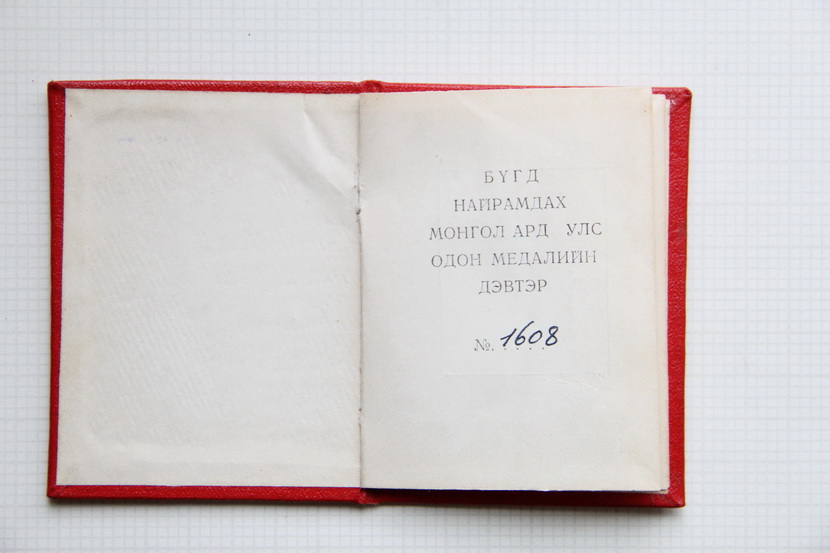 БҮГД
НАЙРАМДАХ
МОНГОЛ АРД УЛС
ОДОН МЕДАЛИЙН
ДЭВТЭР
№. 1608